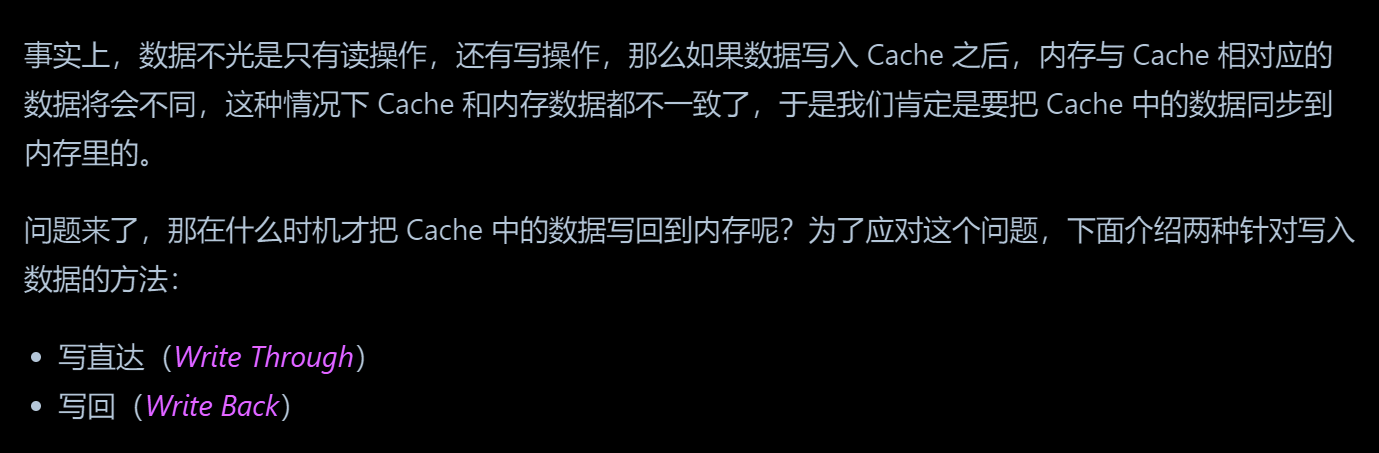 事实上，数据不光是只有读操作，还有写操作，那么如果数据写入 Cache 之后，内存与 Cache 相对应的
数据将会不同，这种情况下 Cache 和内存数据都不一致了，于是我们肯定是要把 Cache 中的数据同步到
内存里的。
问题来了，那在什么时机才把 Cache 中的数据写回到内存呢？为了应对这个问题，下面介绍两种针对写入
数据的方法：
• 写直达（Write Through）
• 写回（Write Back）